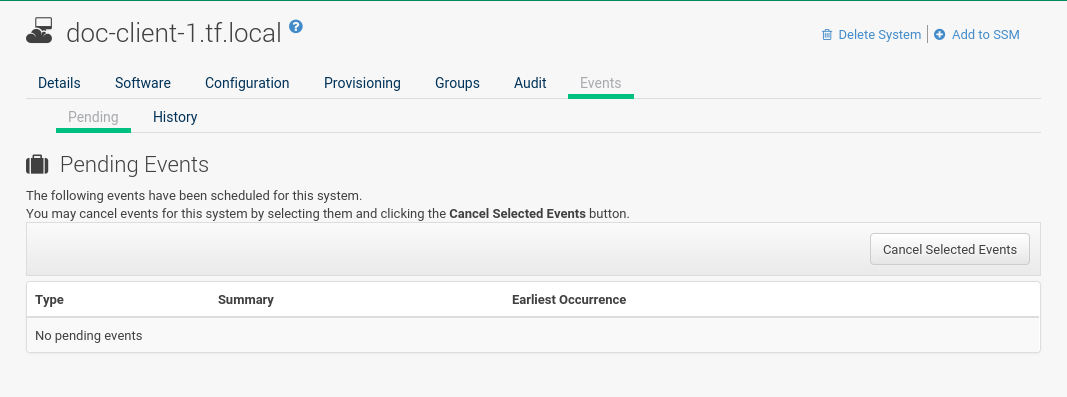 doc-client-1.tf.local ?
Delete System Add to SSM
Details Software Configuration Provisioning Groups Audit Events
Pending History
Pending Events
The following events have been scheduled for this system.
You may cancel events for this system by selecting them and clicking the Cancel Selected Events button.
Cancel Selected Events
Type Summary Earliest Occurrence
No pending events